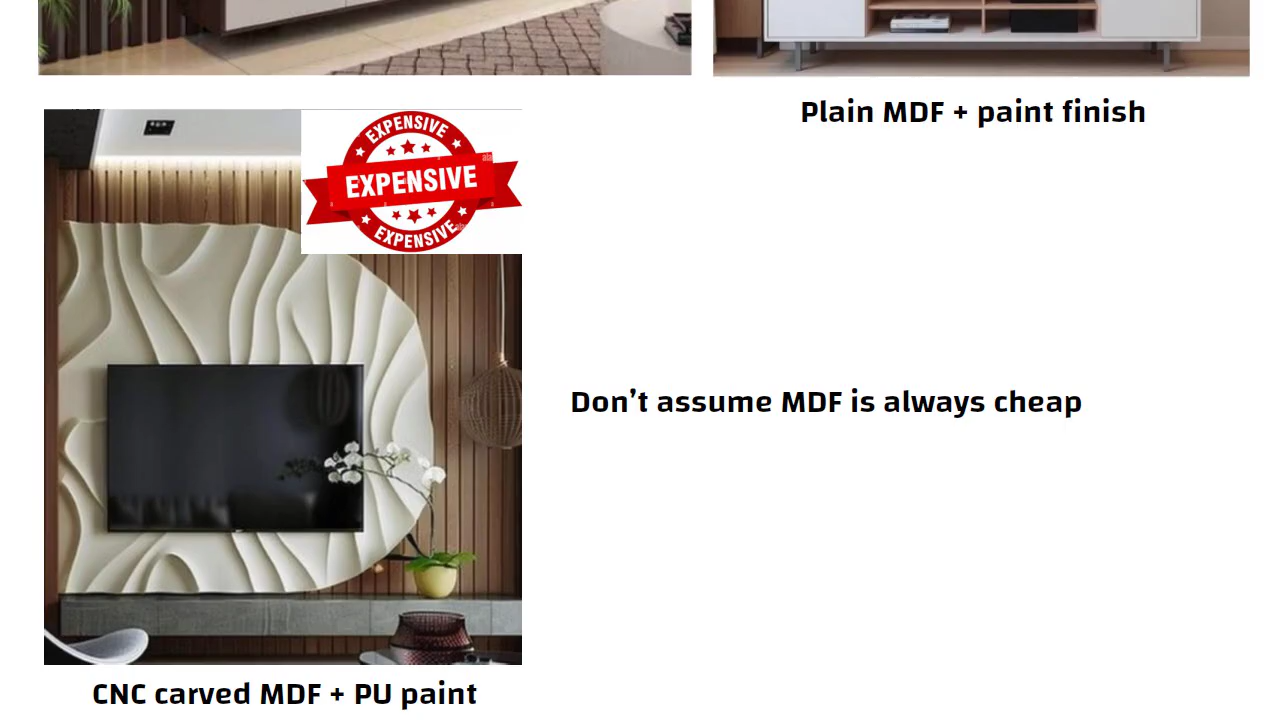 Plain MDF + paint finish
EXPENSIVE
EXPENSIVE
EXPENSIVE
Don't assume MDF is always cheap
CNC carved MDF + PU paint